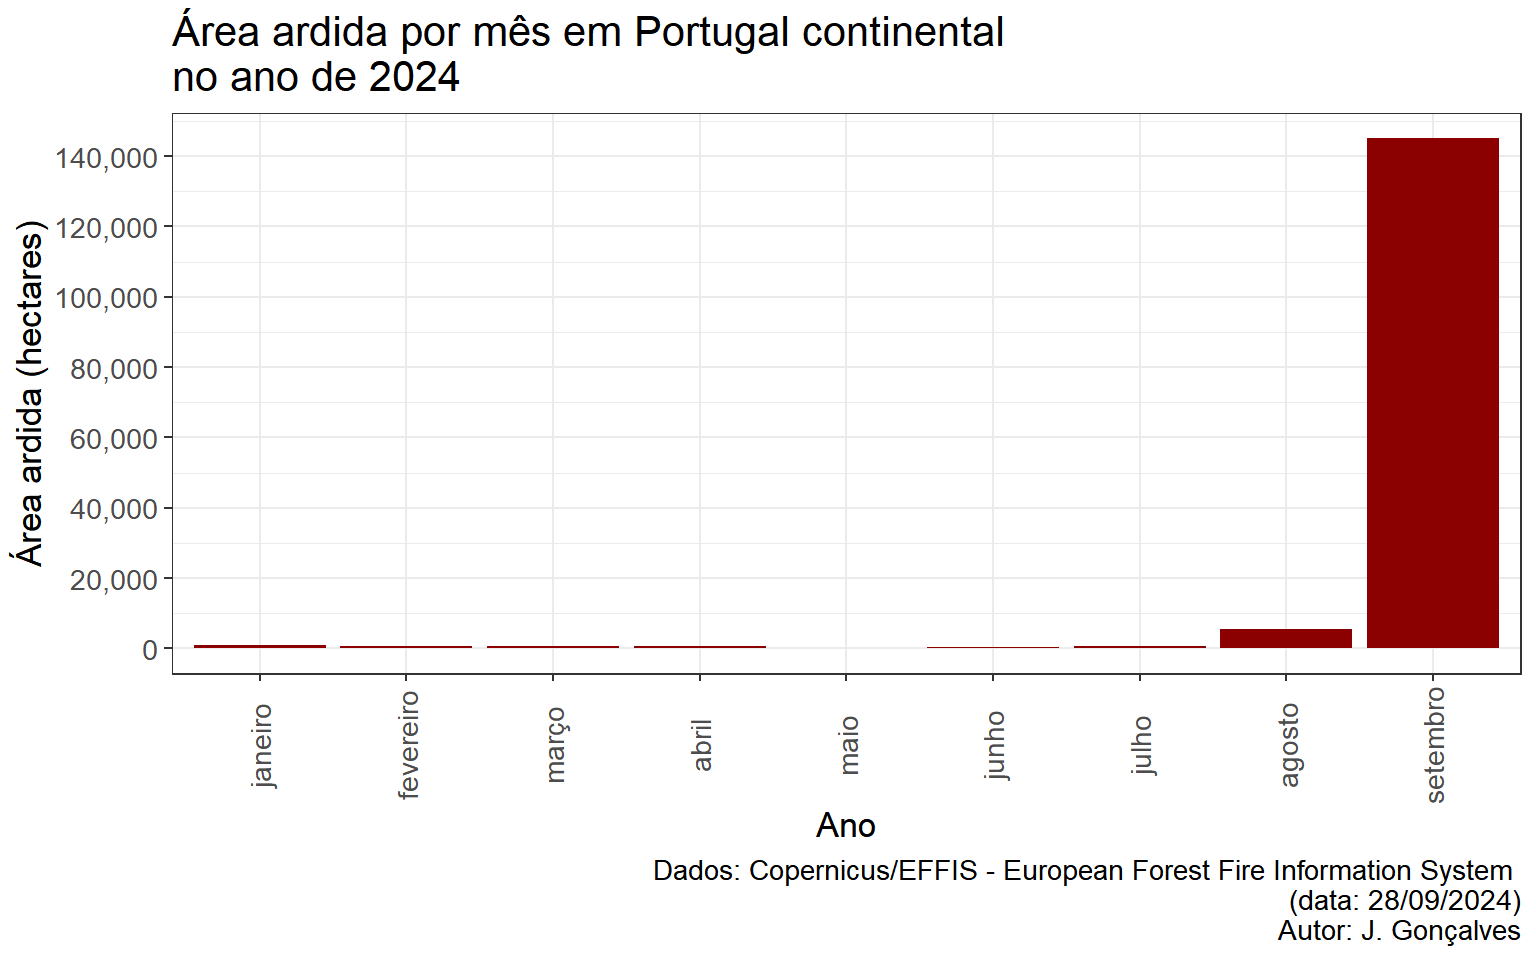 Área ardida por mês em Portugal continental
no ano de 2024
Área ardida (hectares)
140,000
120,000
100,000
80,000
60,000
40,000
20,000
0
janeiro
fevereiro
março
abril
maio
junho
julho
agosto
setembro
Ano
Dados: Copernicus/EFFIS - European Forest Fire Information System
(data: 28/09/2024)
Autor: J. Gonçalves